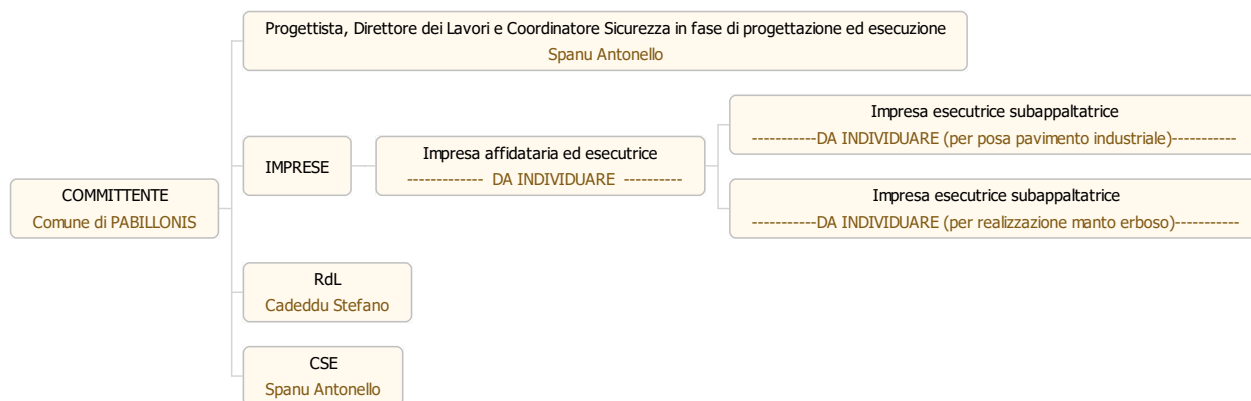 Progettista, Direttore dei Lavori e Coordinatore Sicurezza in fase di progettazione ed esecuzione
Spanu Antonello
Impresa esecutrice subappaltatrice
-----------DA INDIVIDUARE (per posa pavimento industriale)-----------
IMPRESE
Impresa affidataria ed esecutrice
------------- DA INDIVIDUARE ----------
COMMITTENTE
Comune di PABILLONIS
Impresa esecutrice subappaltatrice
-----------DA INDIVIDUARE (per realizzazione manto erboso)-----------
RdL
Cadeddu Stefano
CSE
Spanu Antonello